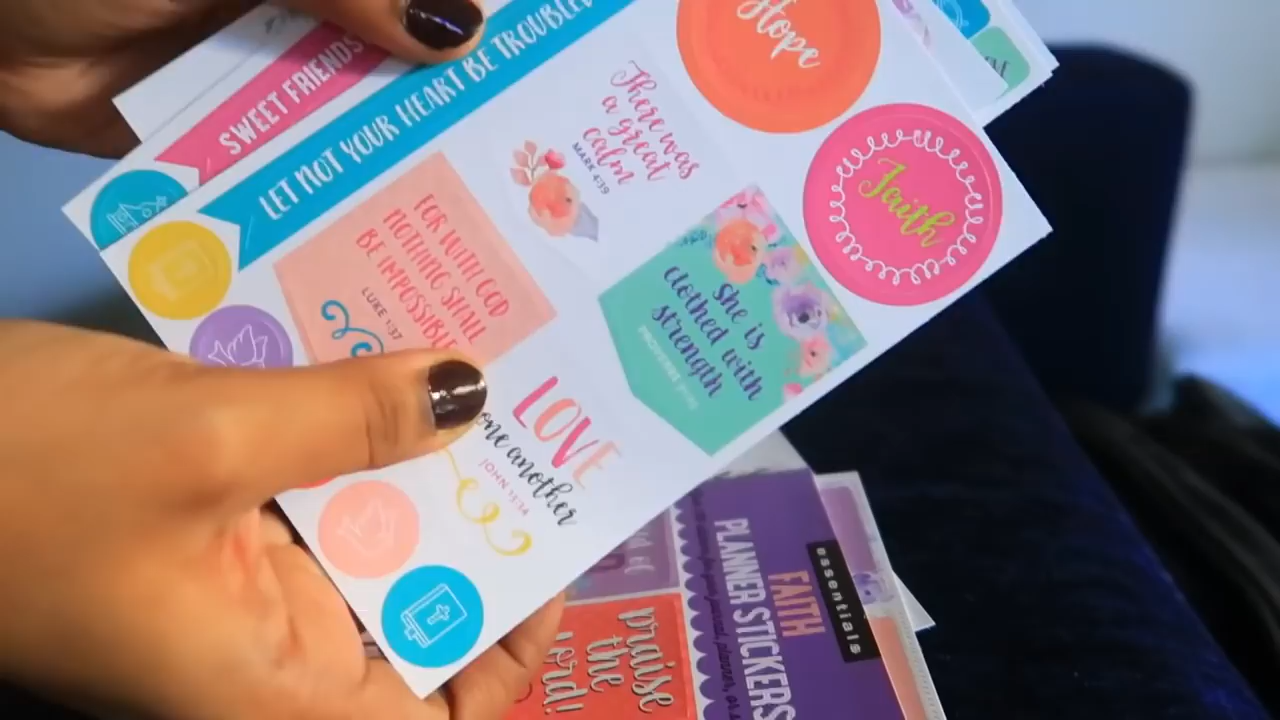 SWEET FRIENDS
LET NOT YOUR HEART BE TROUBLED
Hope
There was
a great
calm
MARK 4:39
Faith
FOR WITH GOD
NOTHING SHALL
BE IMPOSSIBLE
LUKE 1:37
she is
clothed with
strength
LOVE
one another
JOHN 13:34
essentials
FAITH
PLANNER STICKERS
praise
the
lord!